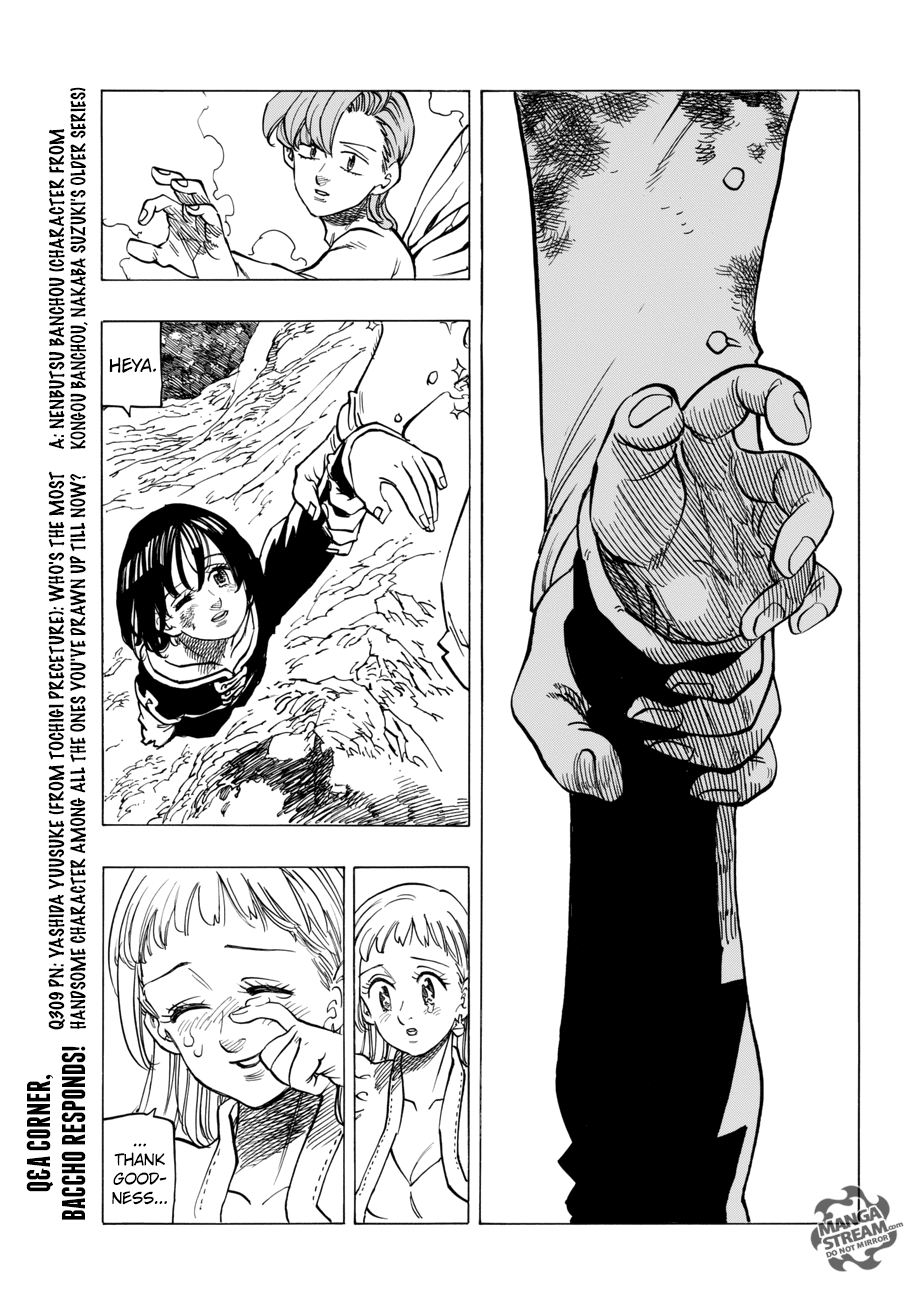 HEYA.
...
THANK
GOOD-
NESS...
Q&A CORNER,
BACCHO RESPONDS!
Q309 PN: YASHIDA YUUSUKE (FROM TOCHIGI PRECETURE): WHO'S THE MOST
HANDSOME CHARACTER AMONG ALL THE ONES YOU'VE DRAWN UP TILL NOW?
A: NENBUTSU BANCHOU (CHARACTER FROM
KONGOU BANCHOU, NAKABA SUZUKI'S OLDER SERIES)
MANGA
STREAM.com
DO NOT MIRROR